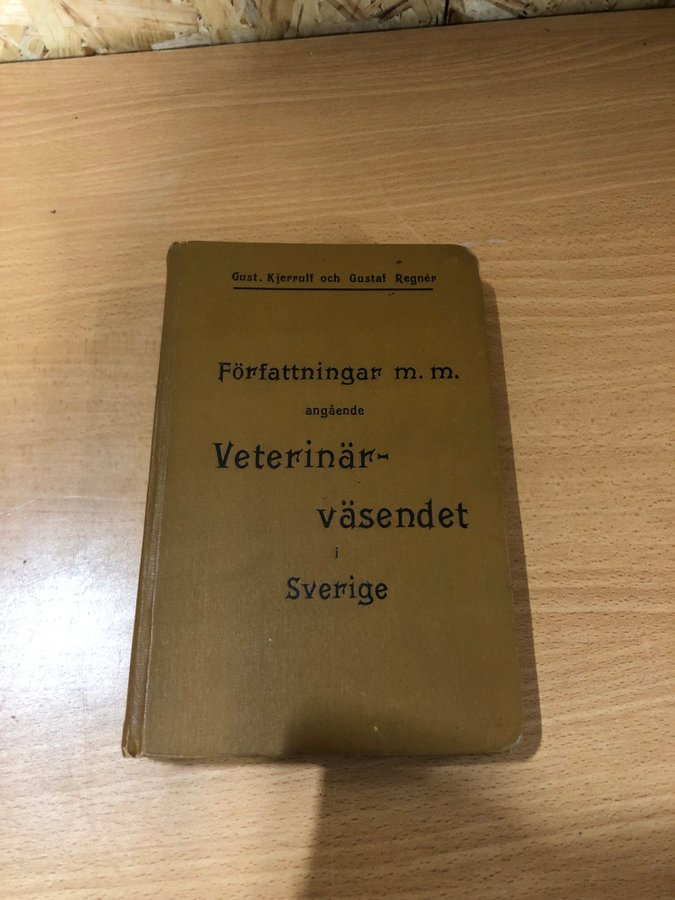 Gust. Kjerrulf och Gustaf Regnér
Författningar m. m.
angående
Veterinär-
väsendet
i
Sverige